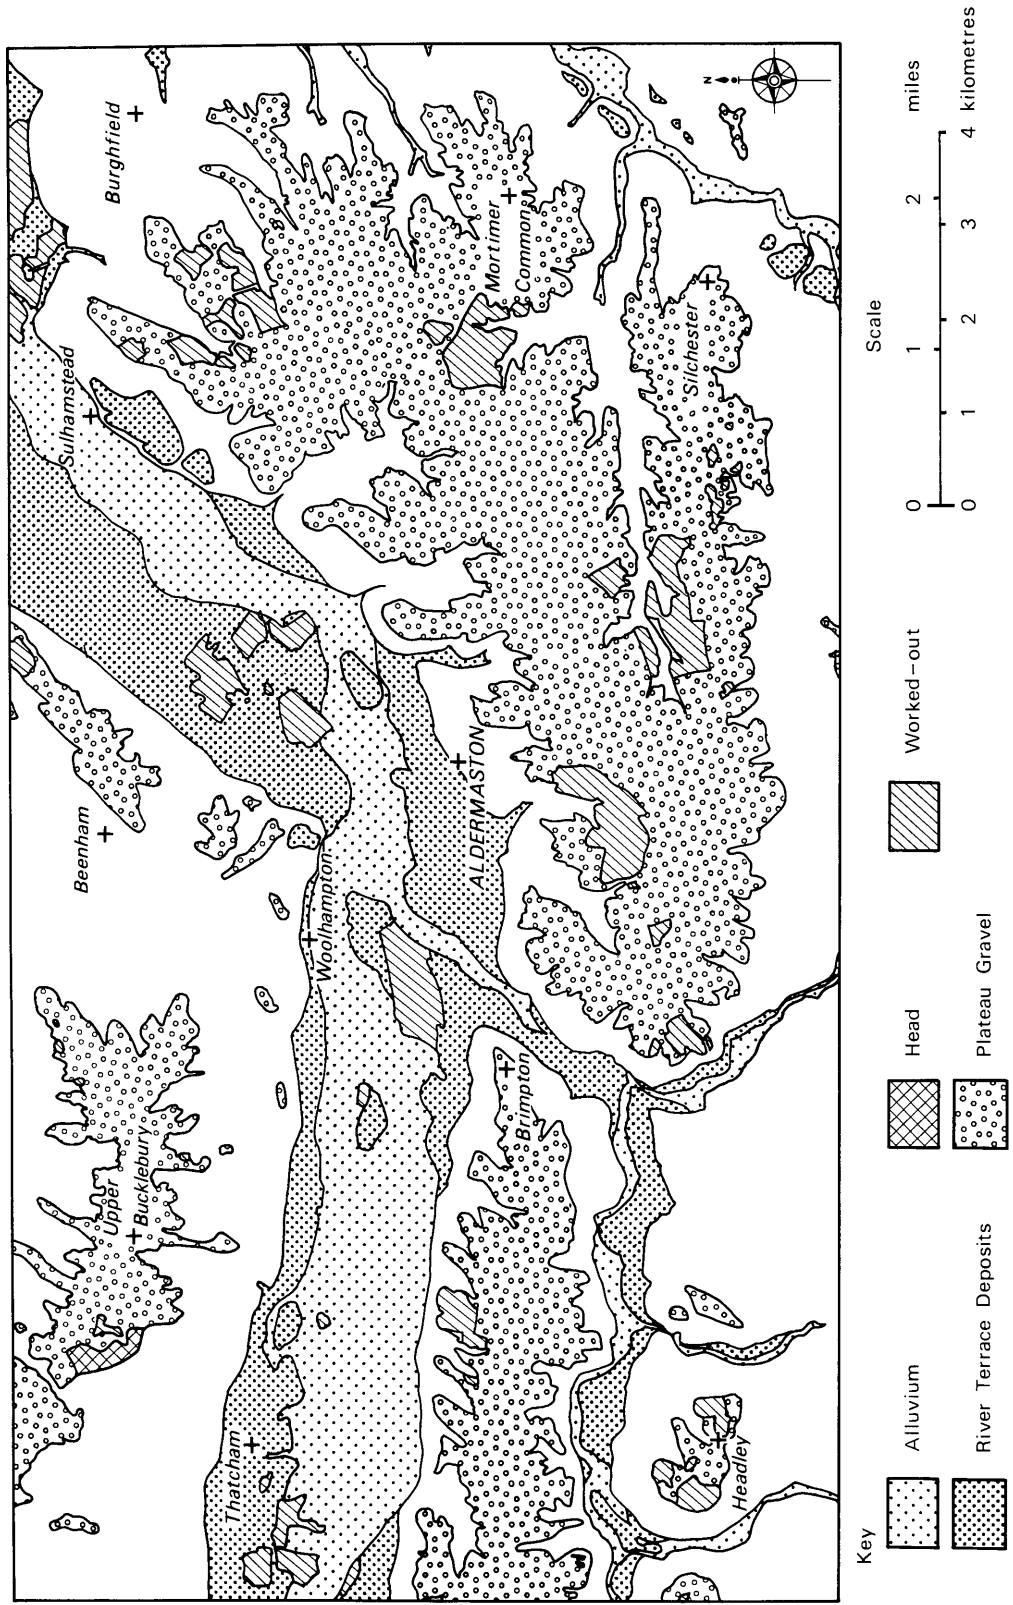 Burghfield
Sulhamstead
Beenham
Mortimer
Common
Upper
Bucklebury
Woolhampton
ALDERMASTON
Silchester
Thatcham
Brimpton
Headley
N
Key
Alluvium
Head
Worked-out
River Terrace Deposits
Plateau Gravel
Scale
0 1 2 miles
0 1 2 3 4 kilometres